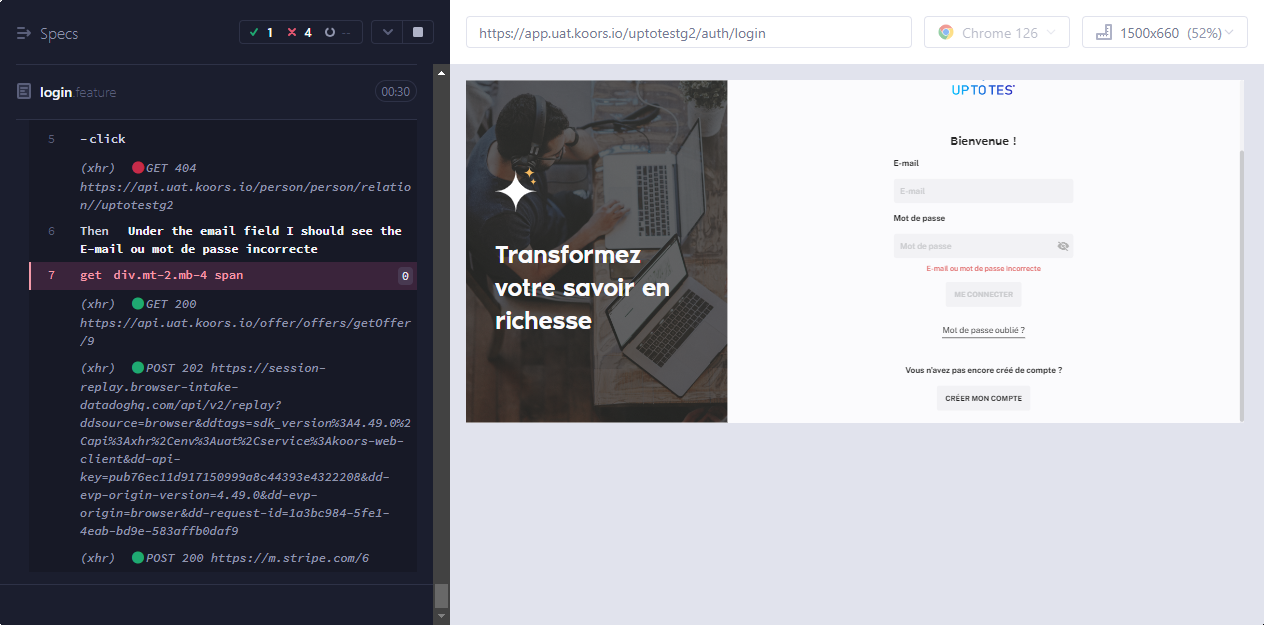 Specs
1
4
--
https://app.uat.koors.io/uptotestg2/auth/login
Chrome 126
1500x660 (52%)
login.feature
00:30
5 -click
(xhr) GET 404
https://api.uat.koors.io/person/person/relatio
n//uptotestg2
6 Then Under the email field I should see the
E-mail ou mot de passe incorrecte
7 get div.mt-2.mb-4 span 0
(xhr) GET 200
https://api.uat.koors.io/offer/offers/getOffer
/9
(xhr) POST 202 https://session-
replay.browser-intake-
datadoghq.com/api/v2/replay?
ddsource=browser&ddtags=sdk_version%3A4.49.0%2
Capi%3Axhr%2Cenv%3Auat%2Cservice%3Akoors-web-
client&dd-api-
key=pub76ec11d917150999a8c44393e4322208&dd-
evp-origin-version=4.49.0&dd-evp-
origin=browser&dd-request-id=1a3bc984-5fe1-
4eab-bd9e-583affb0daf9
(xhr) POST 200 https://m.stripe.com/6
Transformez
votre savoir en
richesse
UPTOTES
Bienvenue !
E-mail
E-mail
Mot de passe
Mot de passe
E-mail ou mot de passe incorrecte
ME CONNECTER
Mot de passe oublié ?
Vous n'avez pas encore créé de compte ?
CRÉER MON COMPTE